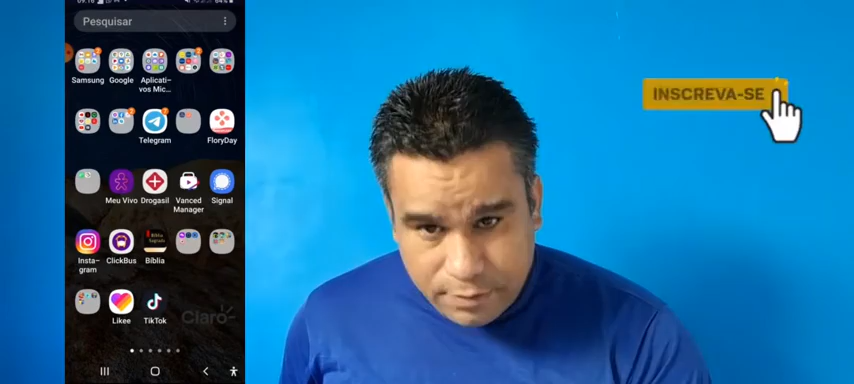 Pesquisar
Samsung
Google
Aplicati-
vos Mic...
Telegram
FloryDay
Meu Vivo
Drogasil
Vanced
Manager
Signal
Insta-
gram
ClickBus
Bíblia
Likee
TikTok
Claro
INSCREVA-SE